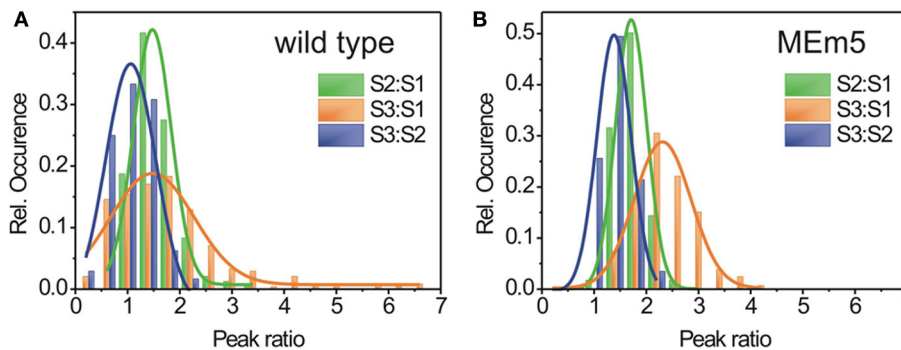 A
wild type
S2:S1
S3:S1
S3:S2
Rel. Occurence
0.4
0.3
0.2
0.1
0.0
0 1 2 3 4 5 6 7
Peak ratio
B
MEm5
S2:S1
S3:S1
S3:S2
Rel. Occurence
0.5
0.4
0.3
0.2
0.1
0.0
0 1 2 3 4 5 6
Peak ratio